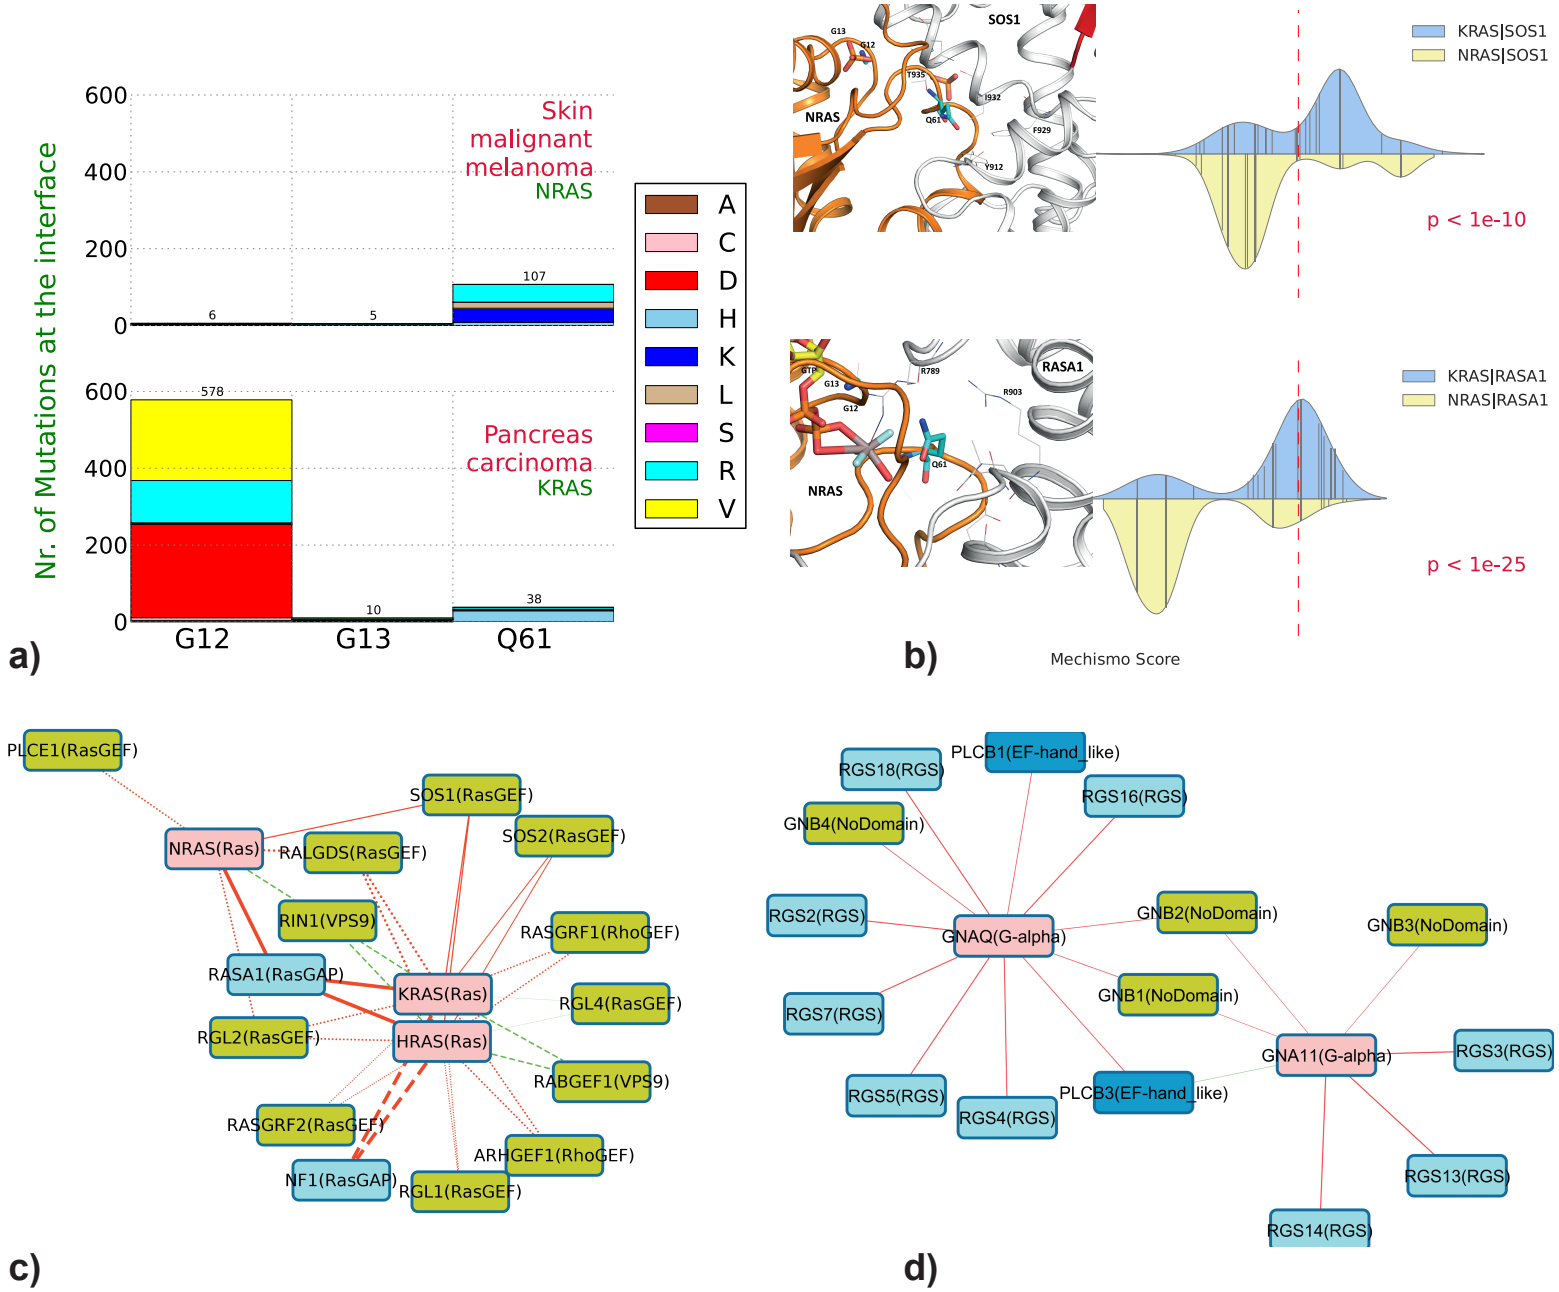 Nr. of Mutations at the interface
600
400
200
0
Skin
malignant
melanoma
NRAS
6
5
107
600
400
200
0
578
10
38
Pancreas
carcinoma
KRAS
G12
G13
Q61
A
C
D
H
K
L
S
R
V
a)
SOS1
G13
G12
T935
I932
NRAS
Q61
F929
Y912
KRAS|SOS1
NRAS|SOS1
p < 1e-10
RASA1
GTP
G13
R789
R903
G12
Q61
NRAS
KRAS|RASA1
NRAS|RASA1
p < 1e-25
b)
Mechismo Score
PLCE1(RasGEF)
SOS1(RasGEF)
SOS2(RasGEF)
NRAS(Ras)
RALGDS(RasGEF)
RIN1(VPS9)
RASGRF1(RhoGEF)
RASA1(RasGAP)
KRAS(Ras)
RGL4(RasGEF)
RGL2(RasGEF)
HRAS(Ras)
RABGEF1(VPS9)
RASGRF2(RasGEF)
ARHGEF1(RhoGEF)
NF1(RasGAP)
RGL1(RasGEF)
c)
PLCB1(EF-hand_like)
RGS18(RGS)
RGS16(RGS)
GNB4(NoDomain)
RGS2(RGS)
GNB2(NoDomain)
GNB3(NoDomain)
GNAQ(G-alpha)
GNB1(NoDomain)
RGS7(RGS)
GNA11(G-alpha)
RGS3(RGS)
RGS5(RGS)
PLCB3(EF-hand_like)
RGS4(RGS)
RGS13(RGS)
RGS14(RGS)
d)